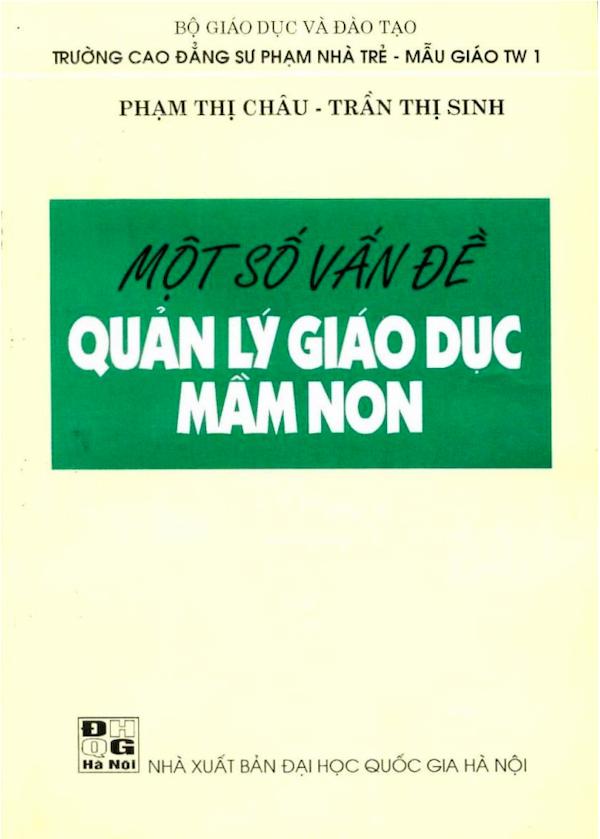 BỘ GIÁO DỤC VÀ ĐÀO TẠO
TRƯỜNG CAO ĐẲNG SƯ PHẠM NHÀ TRẺ - MẪU GIÁO TW 1
PHẠM THỊ CHÂU - TRẦN THỊ SINH
MỘT SỐ VẤN ĐỀ
QUẢN LÝ GIÁO DỤC
MẦM NON
ĐH
QG
Hà Nội
NHÀ XUẤT BẢN ĐẠI HỌC QUỐC GIA HÀ NỘI